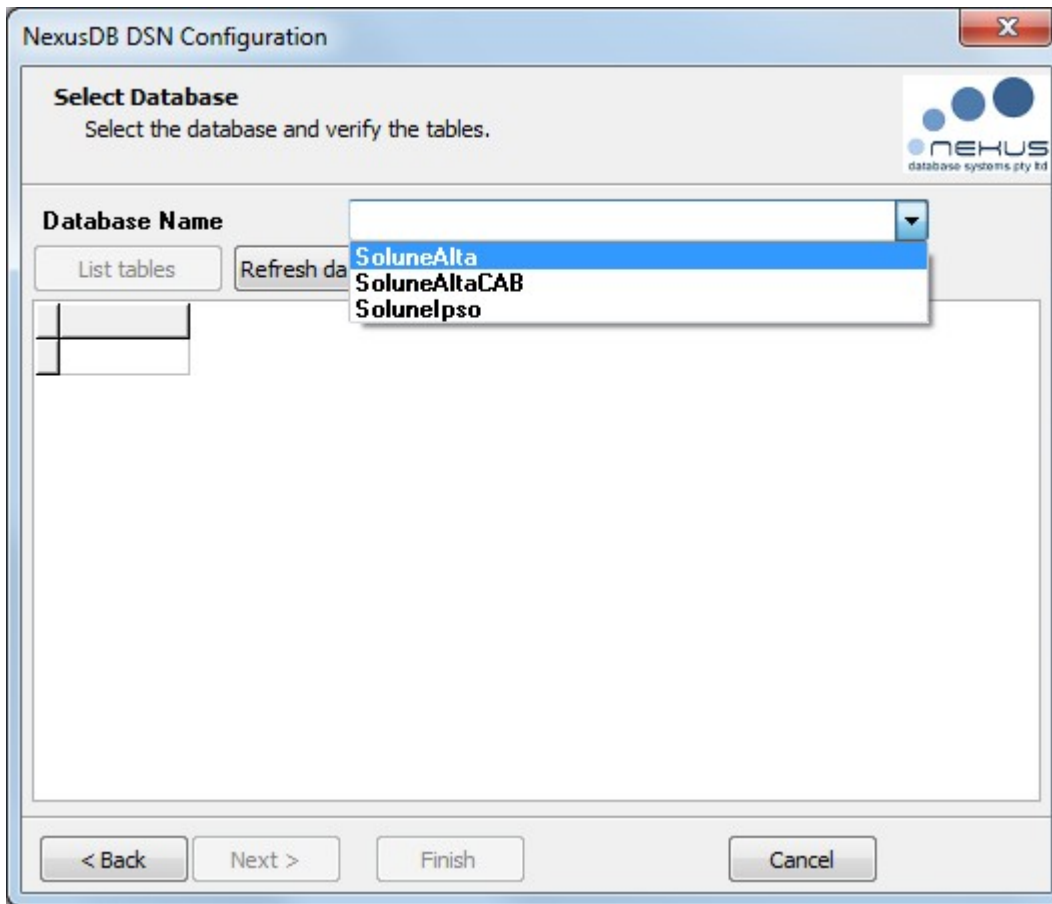 NexusDB DSN Configuration
Select Database
Select the database and verify the tables.
nexus
database systems pty ltd
Database Name
List tables
Refresh da
SoluneAlta
SoluneAltaCAB
SoluneIpso
< Back
Next >
Finish
Cancel